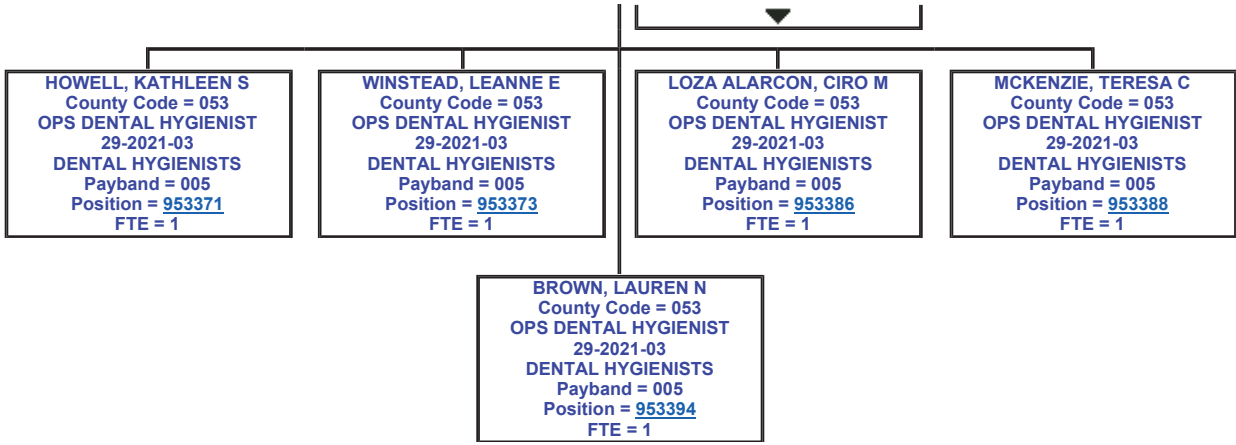 HOWELL, KATHLEEN S
County Code = 053
OPS DENTAL HYGIENIST
29-2021-03
DENTAL HYGIENISTS
Payband = 005
Position = 953371
FTE = 1
WINSTEAD, LEANNE E
County Code = 053
OPS DENTAL HYGIENIST
29-2021-03
DENTAL HYGIENISTS
Payband = 005
Position = 953373
FTE = 1
LOZA ALARCON, CIRO M
County Code = 053
OPS DENTAL HYGIENIST
29-2021-03
DENTAL HYGIENISTS
Payband = 005
Position = 953386
FTE = 1
MCKENZIE, TERESA C
County Code = 053
OPS DENTAL HYGIENIST
29-2021-03
DENTAL HYGIENISTS
Payband = 005
Position = 953388
FTE = 1
BROWN, LAUREN N
County Code = 053
OPS DENTAL HYGIENIST
29-2021-03
DENTAL HYGIENISTS
Payband = 005
Position = 953394
FTE = 1